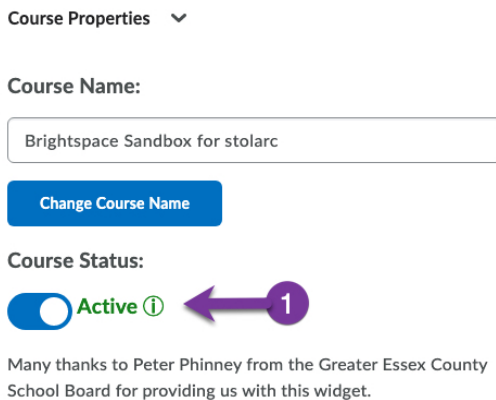 Course Properties
Course Name:
Brightspace Sandbox for stolarc
Change Course Name
Course Status:
Active ⓘ 1
Many thanks to Peter Phinney from the Greater Essex County
School Board for providing us with this widget.